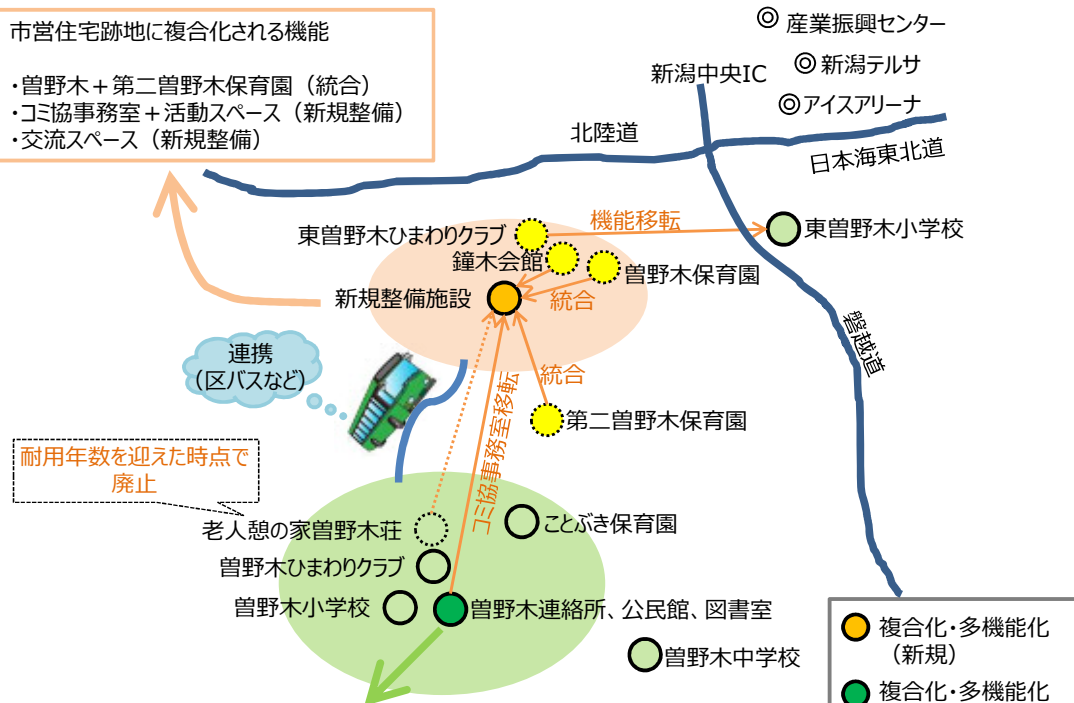 市営住宅跡地に複合化される機能
・曽野木＋第二曽野木保育園（統合）
・コミ協事務室＋活動スペース（新規整備）
・交流スペース（新規整備）
◎ 産業振興センター
新潟中央IC
◎ 新潟テルサ
◎ アイスアリーナ
北陸道
日本海東北道
東曽野木ひまわりクラブ
機能移転
東曽野木小学校
鐘木会館
曽野木保育園
新規整備施設
統合
磐越道
連携
（区バスなど）
統合
コミ協事務室移転
第二曽野木保育園
耐用年数を迎えた時点で
廃止
老人憩の家曽野木荘
ことぶき保育園
曽野木ひまわりクラブ
曽野木小学校
曽野木連絡所、公民館、図書室
曽野木中学校
複合化・多機能化
（新規）
複合化・多機能化